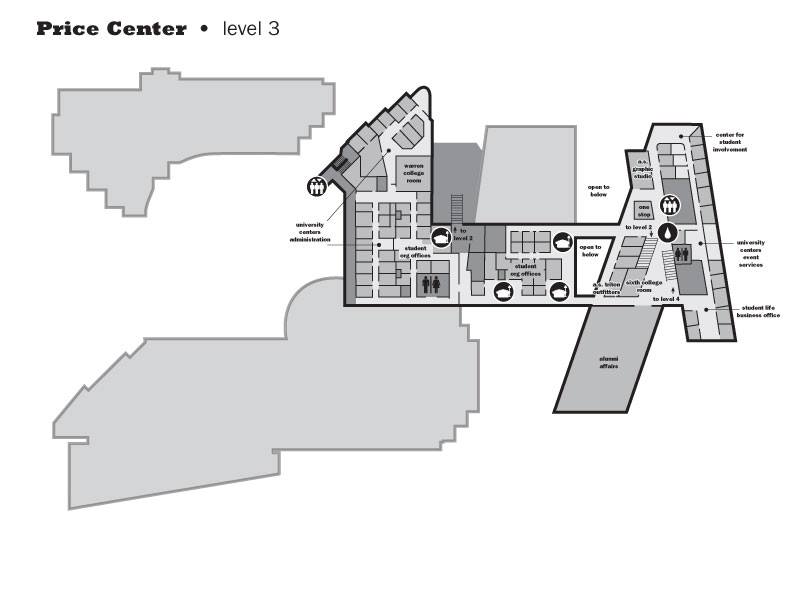 Price Center • level 3
center for
student
involvement
a.s.
graphic
studio
warren
college
room
open to
below
one
stop
university
centers
administration
to
level 2
to level 2
student
org offices
open to
below
university
centers
event
services
student
org offices
a.s. triton
outfitters
sixth college
room
to level 4
student life
business office
alumni
affairs